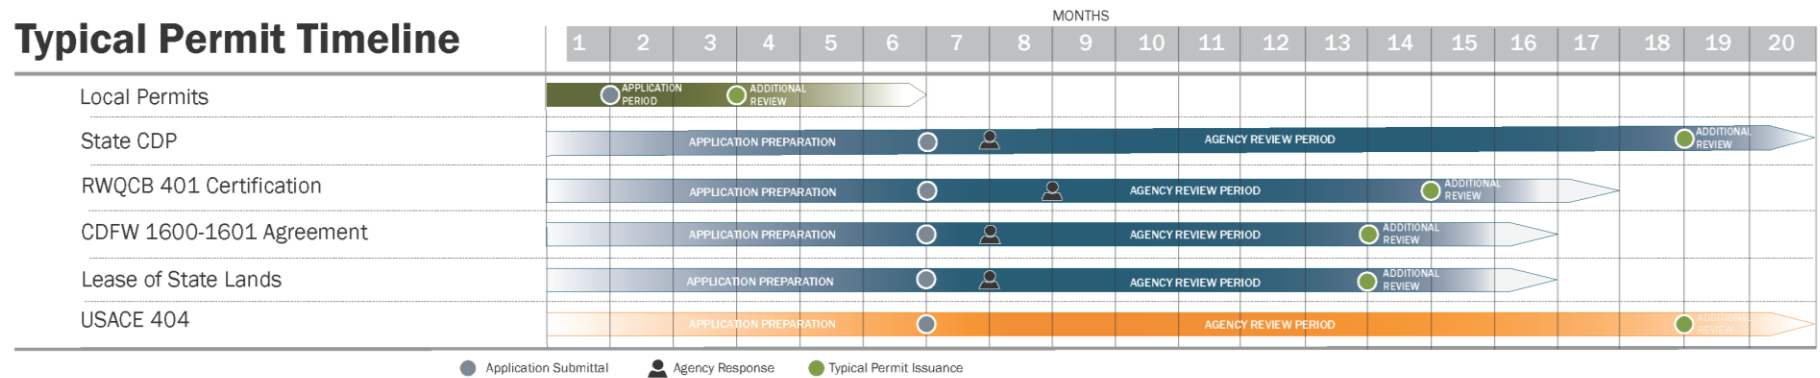 MONTHS
Typical Permit Timeline
1 2 3 4 5 6 7 8 9 10 11 12 13 14 15 16 17 18 19 20
Local Permits
APPLICATION
PERIOD
ADDITIONAL
REVIEW
State CDP
APPLICATION PREPARATION
AGENCY REVIEW PERIOD
ADDITIONAL
REVIEW
RWQCB 401 Certification
APPLICATION PREPARATION
AGENCY REVIEW PERIOD
ADDITIONAL
REVIEW
CDFW 1600-1601 Agreement
APPLICATION PREPARATION
AGENCY REVIEW PERIOD
ADDITIONAL
REVIEW
Lease of State Lands
APPLICATION PREPARATION
AGENCY REVIEW PERIOD
ADDITIONAL
REVIEW
USACE 404
APPLICATION PREPARATION
AGENCY REVIEW PERIOD
ADDITIONAL
REVIEW
Application Submittal
Agency Response
Typical Permit Issuance